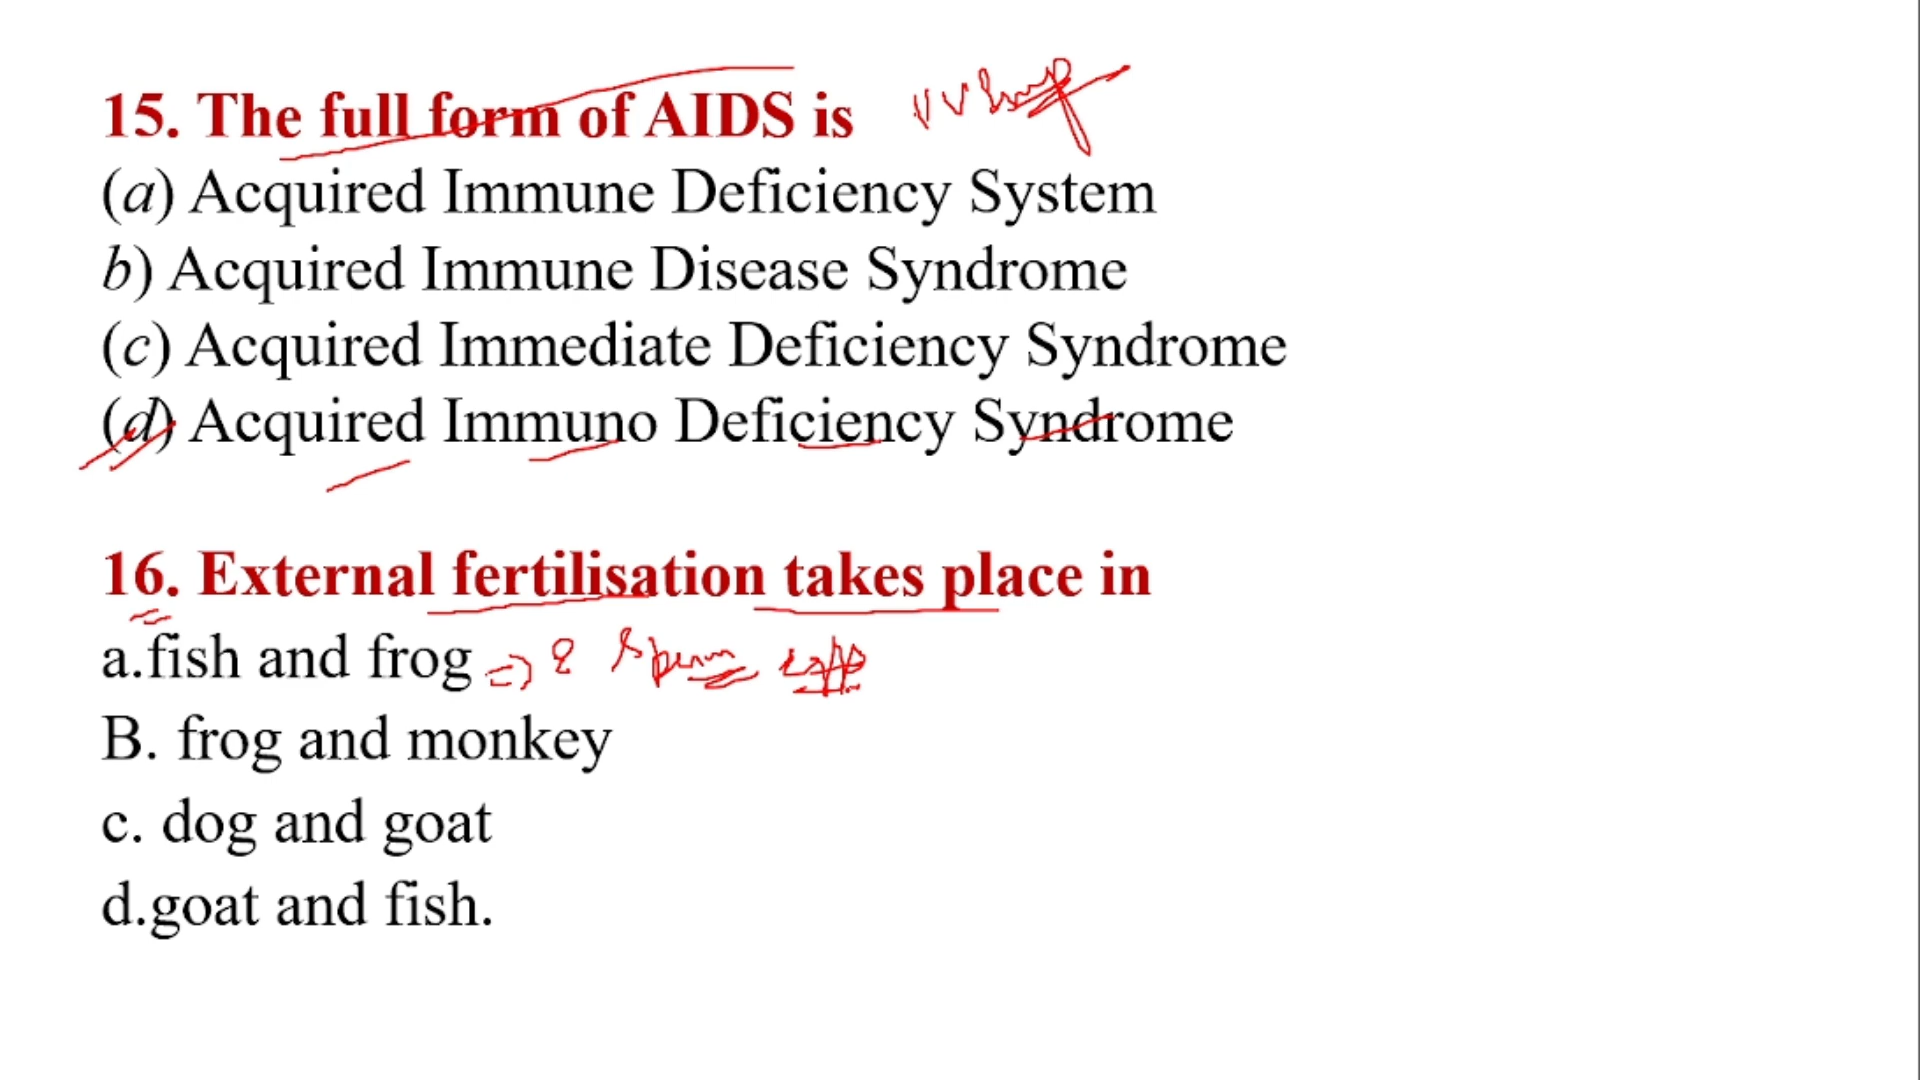 15. The full form of AIDS is
(a) Acquired Immune Deficiency System
b) Acquired Immune Disease Syndrome
(c) Acquired Immediate Deficiency Syndrome
(d) Acquired Immuno Deficiency Syndrome
16. External fertilisation takes place in
a.fish and frog => sperm
B. frog and monkey
c. dog and goat
d.goat and fish.